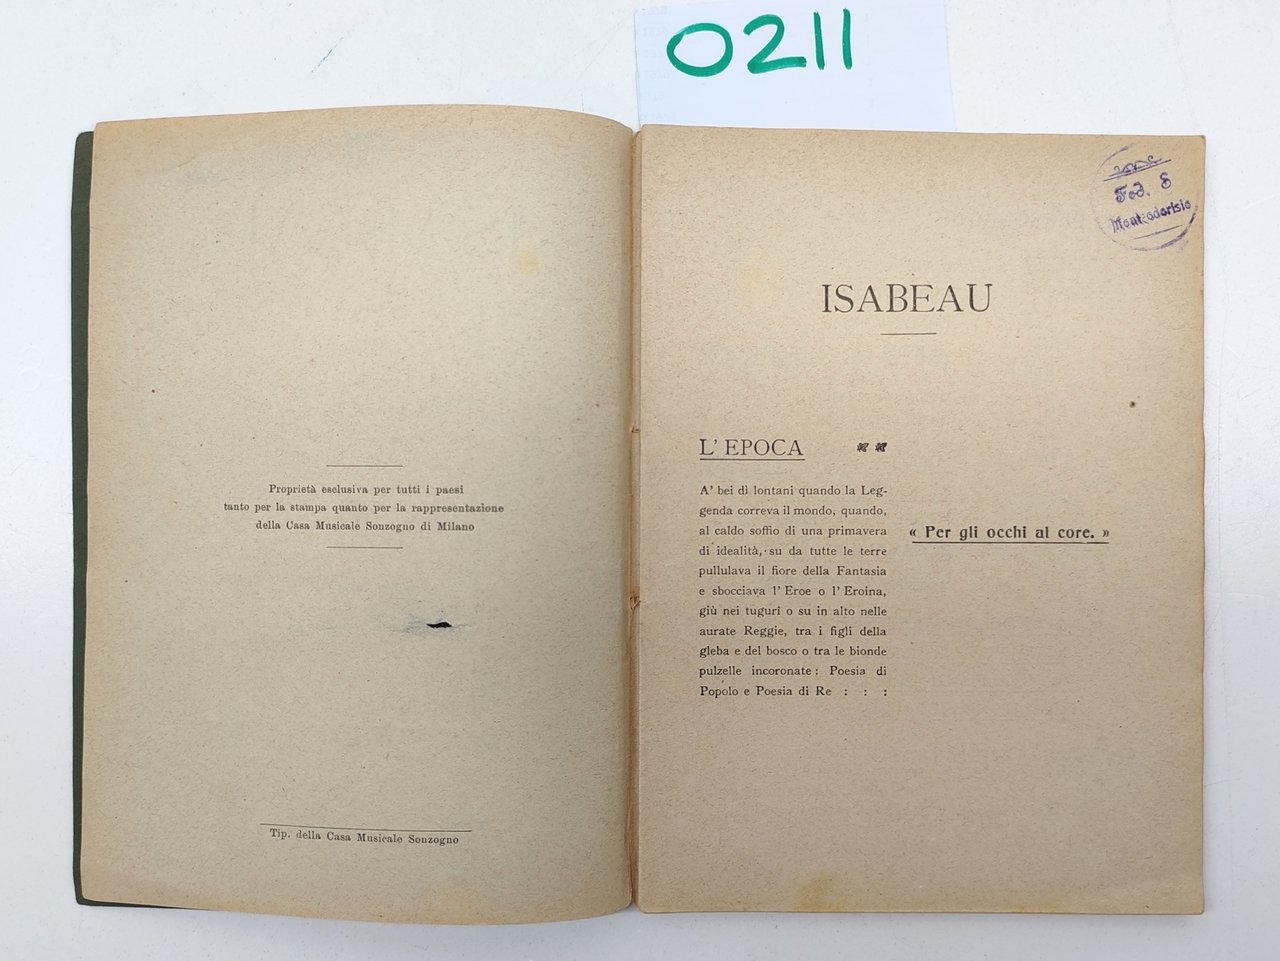 0211
Proprietà esclusiva per tutti i paesi
tanto per la stampa quanto per la rappresentazione
della Casa Musicale Sonzogno di Milano
Tip. della Casa Musicale Sonzogno
Fed. S
Monteodorisio
ISABEAU
L' EPOCA
A' bei dì lontani quando la Leg-
genda correva il mondo, quando,
al caldo soffio di una primavera
di idealità, su da tutte le terre
pullulava il fiore della Fantasia
e sbocciava l' Eroe o l' Eroina,
giù nei tuguri o su in alto nelle
aurate Reggie, tra i figli della
gleba e del bosco o tra le bionde
pulzelle incoronate : Poesia di
Popolo e Poesia di Re : : :
« Per gli occhi al core. »